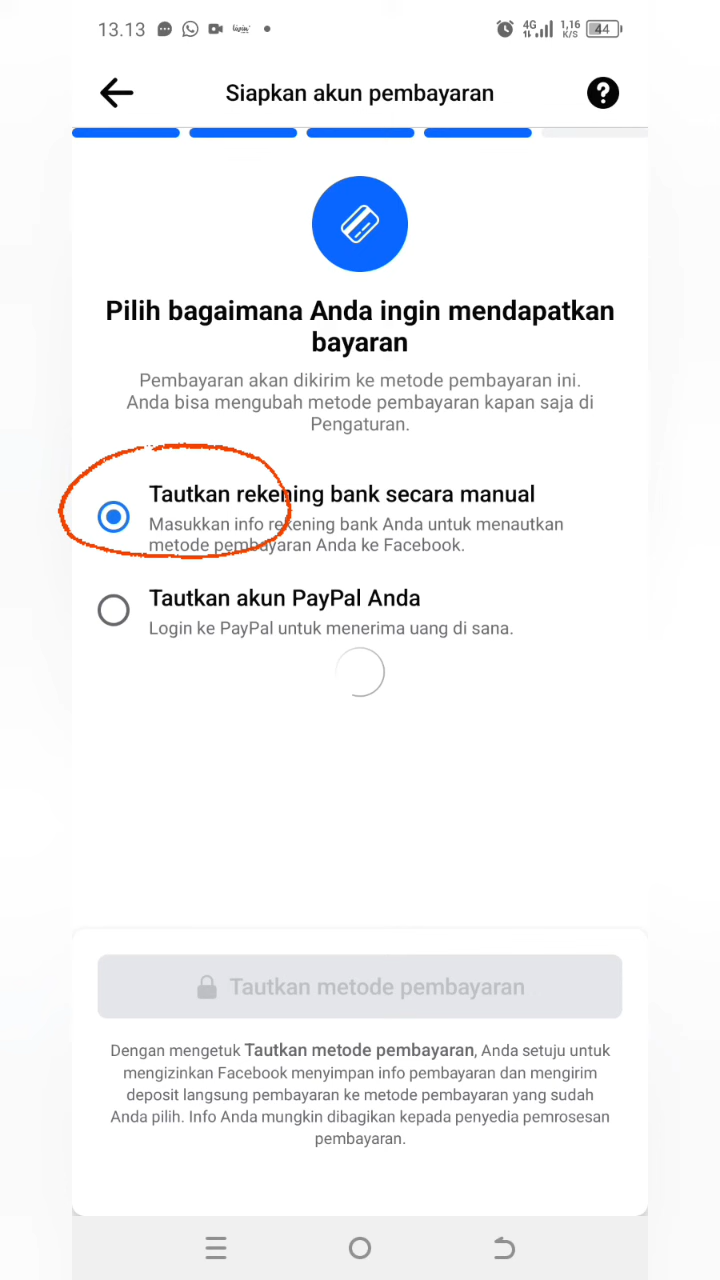 13.13
4G
1,16
K/S
44
Siapkan akun pembayaran
Pilih bagaimana Anda ingin mendapatkan
bayaran
Pembayaran akan dikirim ke metode pembayaran ini.
Anda bisa mengubah metode pembayaran kapan saja di
Pengaturan.
Tautkan rekening bank secara manual
Masukkan info rekening bank Anda untuk menautkan
metode pembayaran Anda ke Facebook.
Tautkan akun PayPal Anda
Login ke PayPal untuk menerima uang di sana.
Tautkan metode pembayaran
Dengan mengetuk Tautkan metode pembayaran, Anda setuju untuk
mengizinkan Facebook menyimpan info pembayaran dan mengirim
deposit langsung pembayaran ke metode pembayaran yang sudah
Anda pilih. Info Anda mungkin dibagikan kepada penyedia pemrosesan
pembayaran.